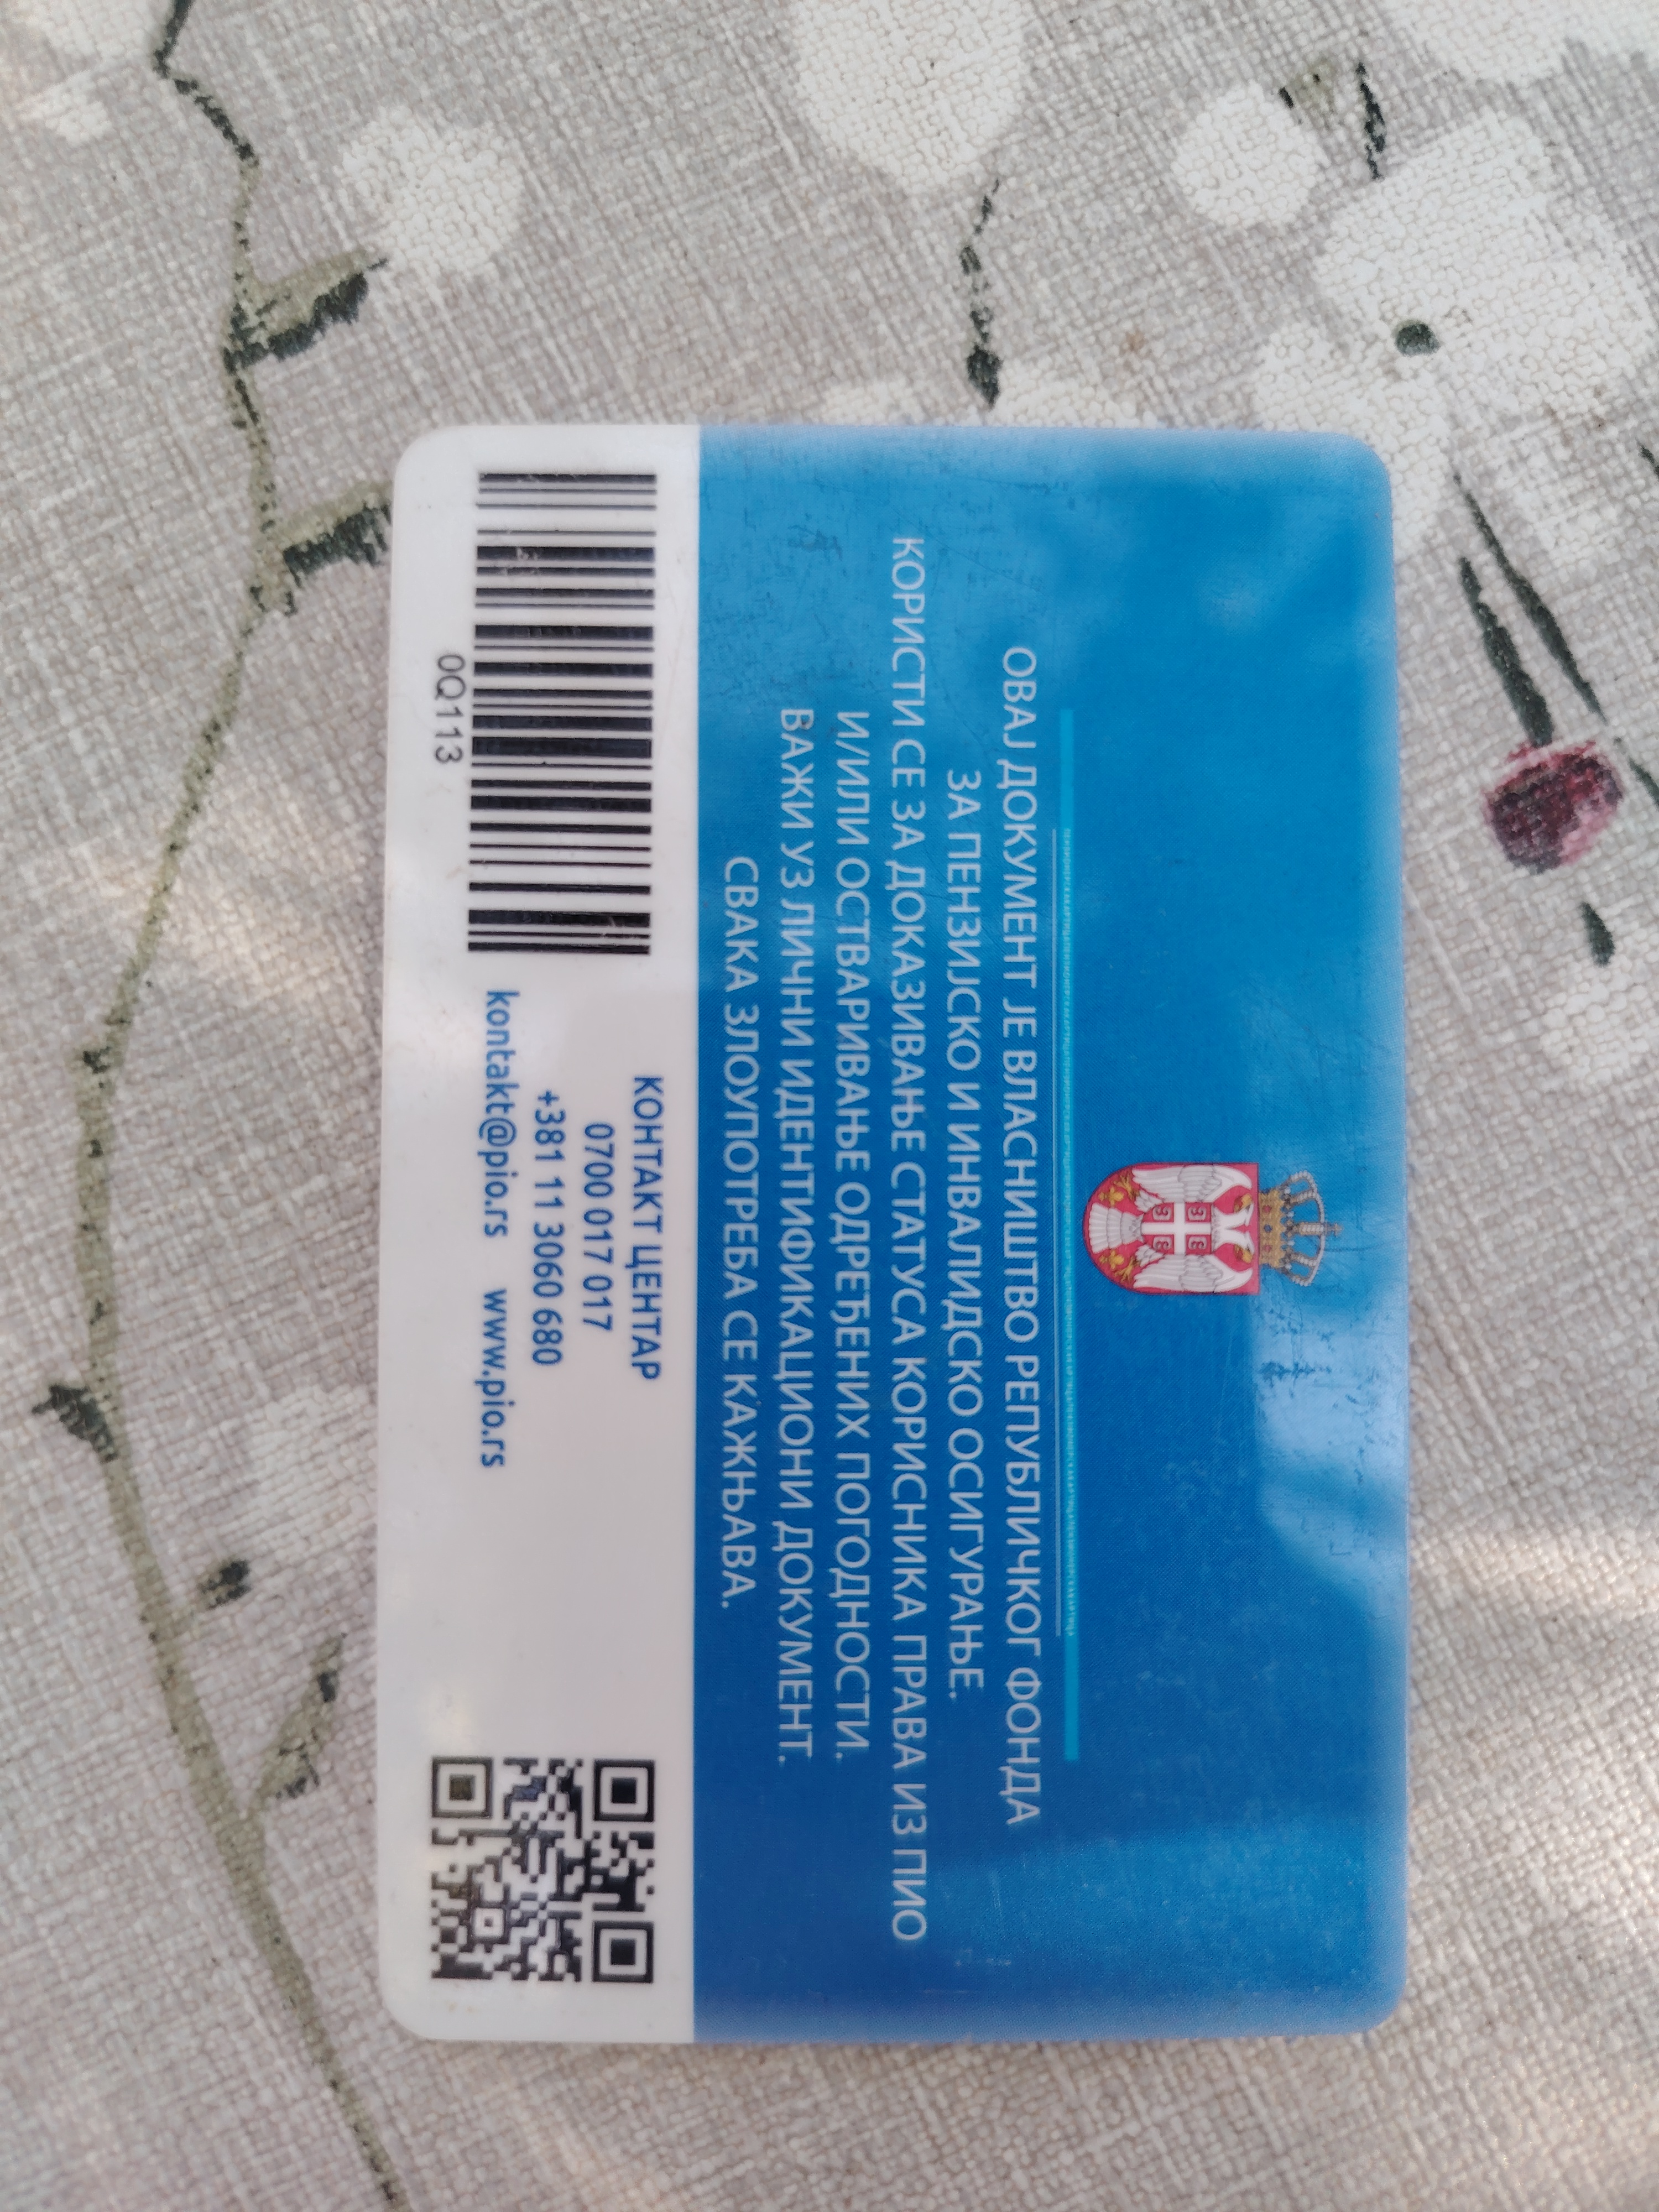 ОВАЈ ДОКУМЕНТ ЈЕ ВЛАСНИШТВО РЕПУБЛИЧКОГ ФОНДА
ЗА ПЕНЗИЈСКО И ИНВАЛИДСКО ОСИГУРАЊЕ.
КОРИСТИ СЕ ЗА ДОКАЗИВАЊЕ СТАТУСА КОРИСНИКА ПРАВА ИЗ ПИО
И/ИЛИ ОСТВАРИВАЊЕ ОДРЕЂЕНИХ ПОГОДНОСТИ.
ВАЖИ УЗ ЛИЧНИ ИДЕНТИФИКАЦИОНИ ДОКУМЕНТ.
СВАКА ЗЛОУПОТРЕБА СЕ КАЖЊАВА.
КОНТАКТ ЦЕНТАР
0700 017 017
+381 11 3060 680
kontakt@pio.rs www.pio.rs
0Q113